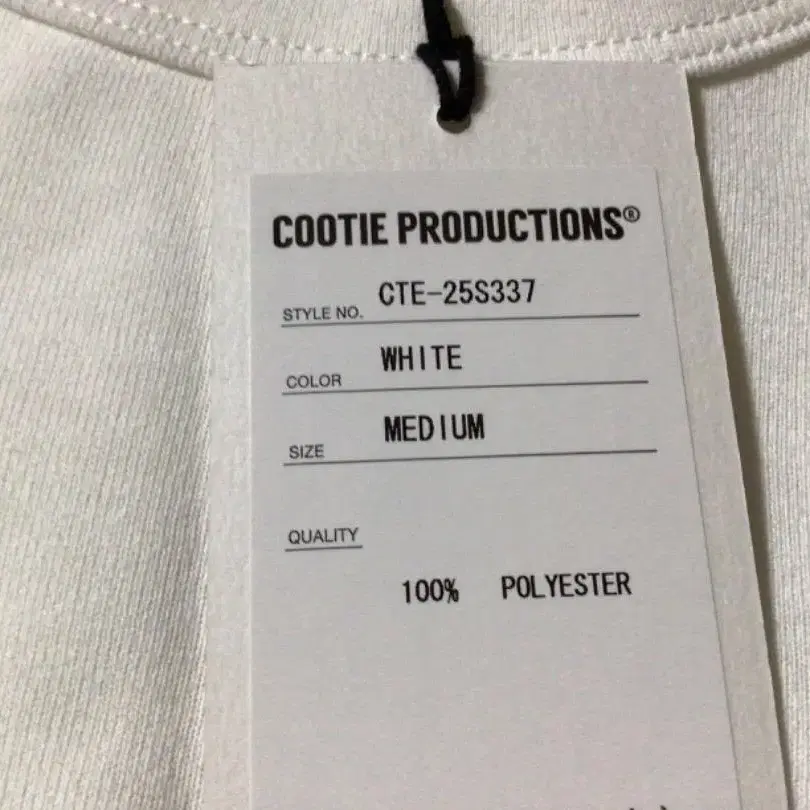 COOTIE PRODUCTIONS®
STYLE NO. CTE-25S337
COLOR WHITE
SIZE MEDIUM
QUALITY
100% POLYESTER